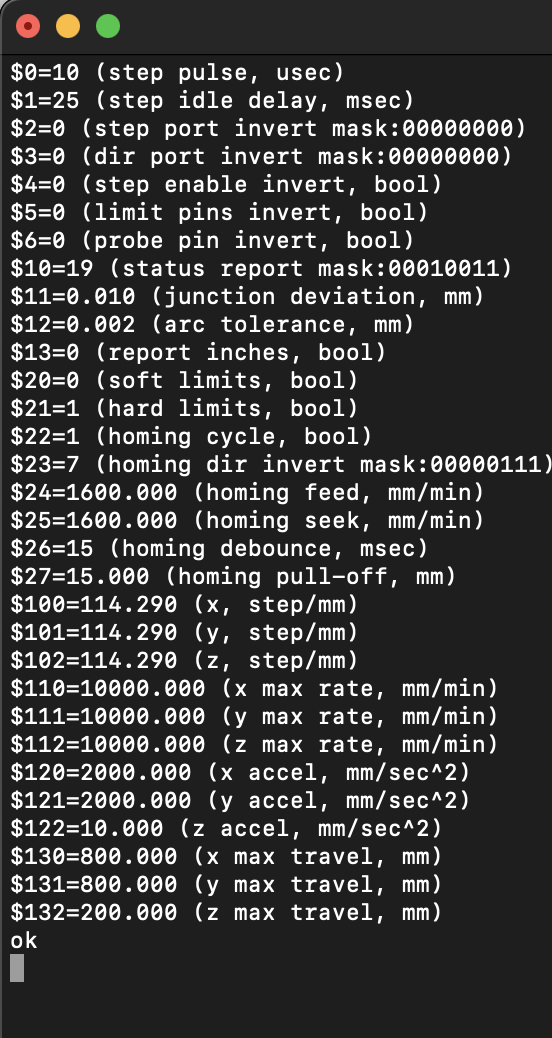 $0=10 (step pulse, usec)
$1=25 (step idle delay, msec)
$2=0 (step port invert mask:00000000)
$3=0 (dir port invert mask:00000000)
$4=0 (step enable invert, bool)
$5=0 (limit pins invert, bool)
$6=0 (probe pin invert, bool)
$10=19 (status report mask:00010011)
$11=0.010 (junction deviation, mm)
$12=0.002 (arc tolerance, mm)
$13=0 (report inches, bool)
$20=0 (soft limits, bool)
$21=1 (hard limits, bool)
$22=1 (homing cycle, bool)
$23=7 (homing dir invert mask:00000111)
$24=1600.000 (homing feed, mm/min)
$25=1600.000 (homing seek, mm/min)
$26=15 (homing debounce, msec)
$27=15.000 (homing pull-off, mm)
$100=114.290 (x, step/mm)
$101=114.290 (y, step/mm)
$102=114.290 (z, step/mm)
$110=10000.000 (x max rate, mm/min)
$111=10000.000 (y max rate, mm/min)
$112=10000.000 (z max rate, mm/min)
$120=2000.000 (x accel, mm/sec^2)
$121=2000.000 (y accel, mm/sec^2)
$122=10.000 (z accel, mm/sec^2)
$130=800.000 (x max travel, mm)
$131=800.000 (y max travel, mm)
$132=200.000 (z max travel, mm)
ok